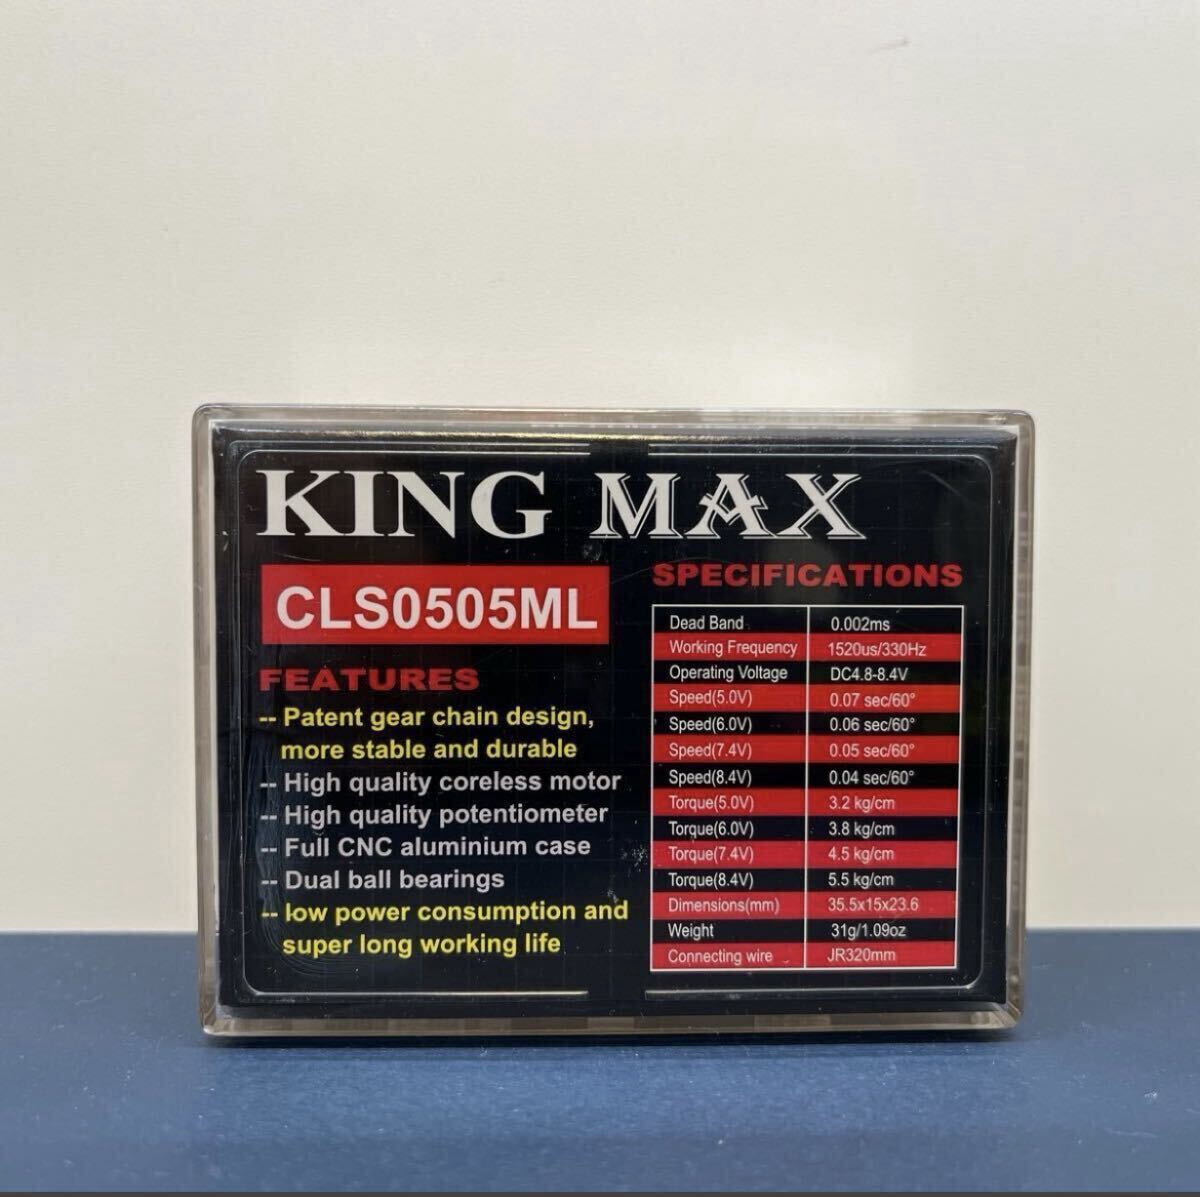 KING MAX
CLS0505ML
FEATURES
-- Patent gear chain design,
more stable and durable
-- High quality coreless motor
-- High quality potentiometer
-- Full CNC aluminium case
-- Dual ball bearings
-- low power consumption and
super long working life
SPECIFICATIONS
Dead Band 0.002ms
Working Frequency 1520us/330Hz
Operating Voltage DC4.8-8.4V
Speed(5.0V) 0.07 sec/60°
Speed(6.0V) 0.06 sec/60°
Speed(7.4V) 0.05 sec/60°
Speed(8.4V) 0.04 sec/60°
Torque(5.0V) 3.2 kg/cm
Torque(6.0V) 3.8 kg/cm
Torque(7.4V) 4.5 kg/cm
Torque(8.4V) 5.5 kg/cm
Dimensions(mm) 35.5x15x23.6
Weight 31g/1.09oz
Connecting wire JR320mm